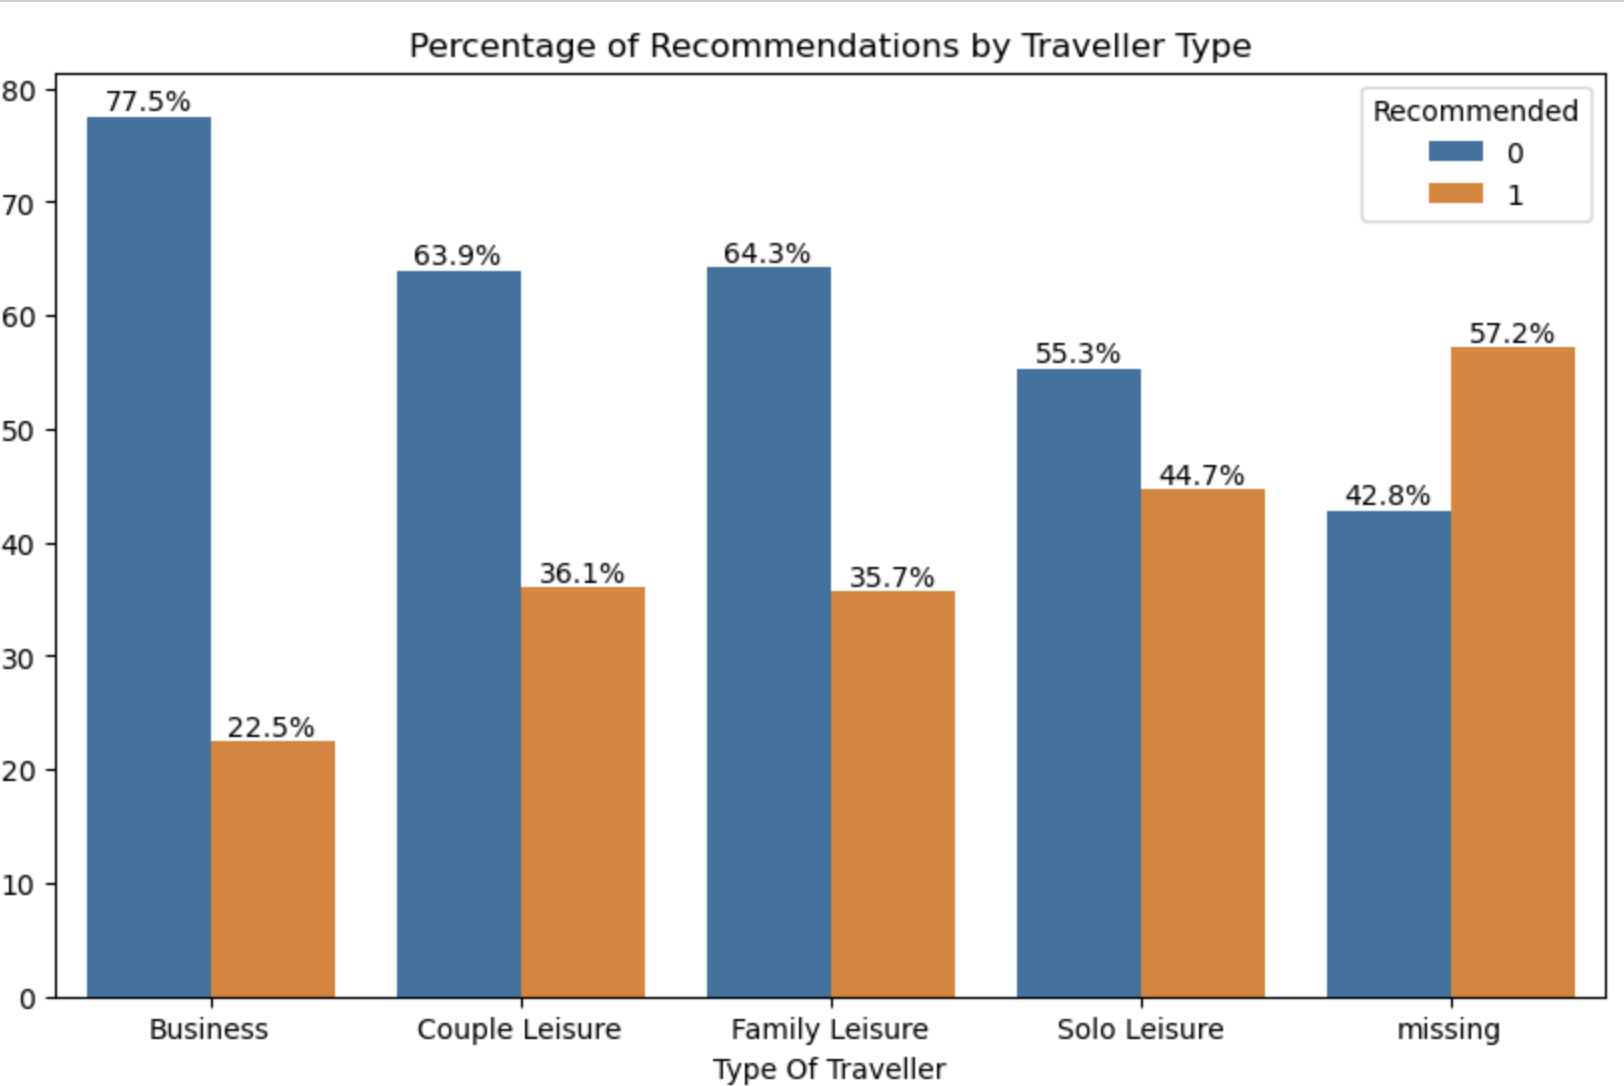 Percentage of Recommendations by Traveller Type
80
70
60
50
40
30
20
10
0
77.5%
22.5%
63.9%
36.1%
64.3%
35.7%
55.3%
44.7%
42.8%
57.2%
Recommended
0
1
Business
Couple Leisure
Family Leisure
Solo Leisure
missing
Type Of Traveller